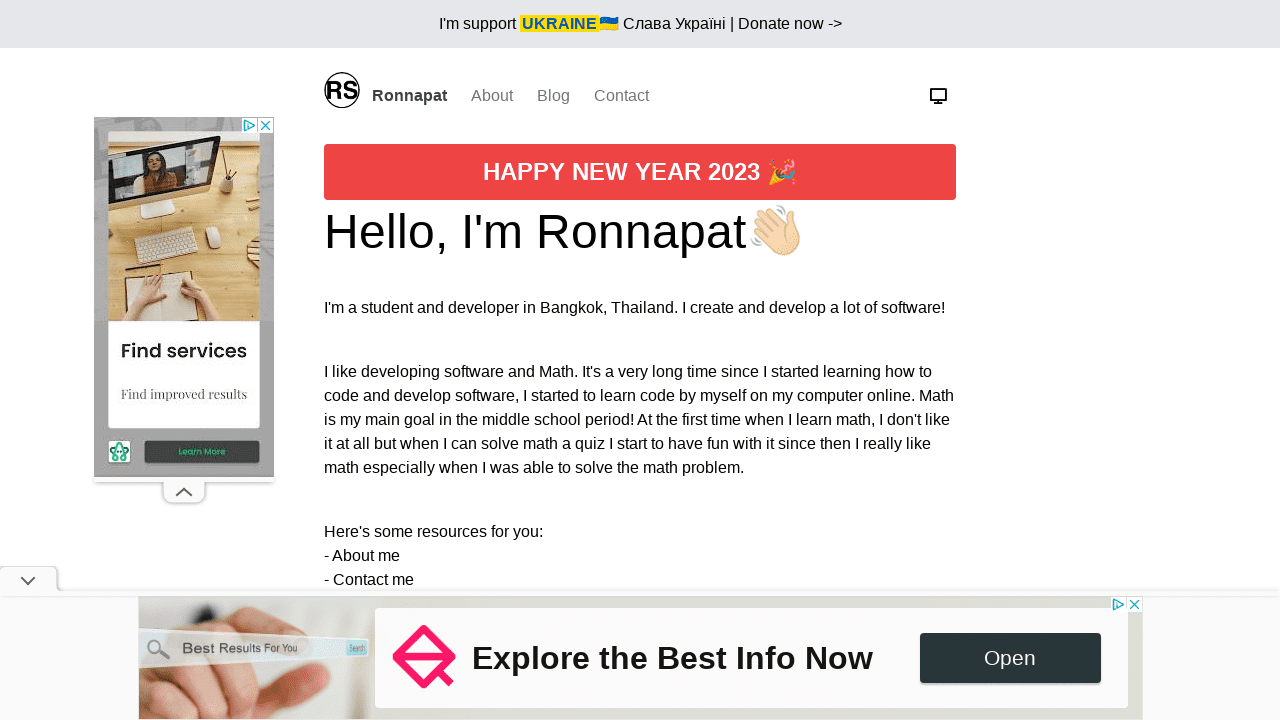 I'm support UKRAINE🇺🇦 Слава Україні | Donate now ->
RS Ronnapat About Blog Contact
HAPPY NEW YEAR 2023 🎉
Hello, I'm Ronnapat👋🏼
I'm a student and developer in Bangkok, Thailand. I create and develop a lot of software!
I like developing software and Math. It's a very long time since I started learning how to
code and develop software, I started to learn code by myself on my computer online. Math
is my main goal in the middle school period! At the first time when I learn math, I don't like
it at all but when I can solve math a quiz I start to have fun with it since then I really like
math especially when I was able to solve the math problem.
Here's some resources for you:
- About me
- Contact me
Find services
Find improved results
Learn More
Best Results For You
Search
Explore the Best Info Now
Open